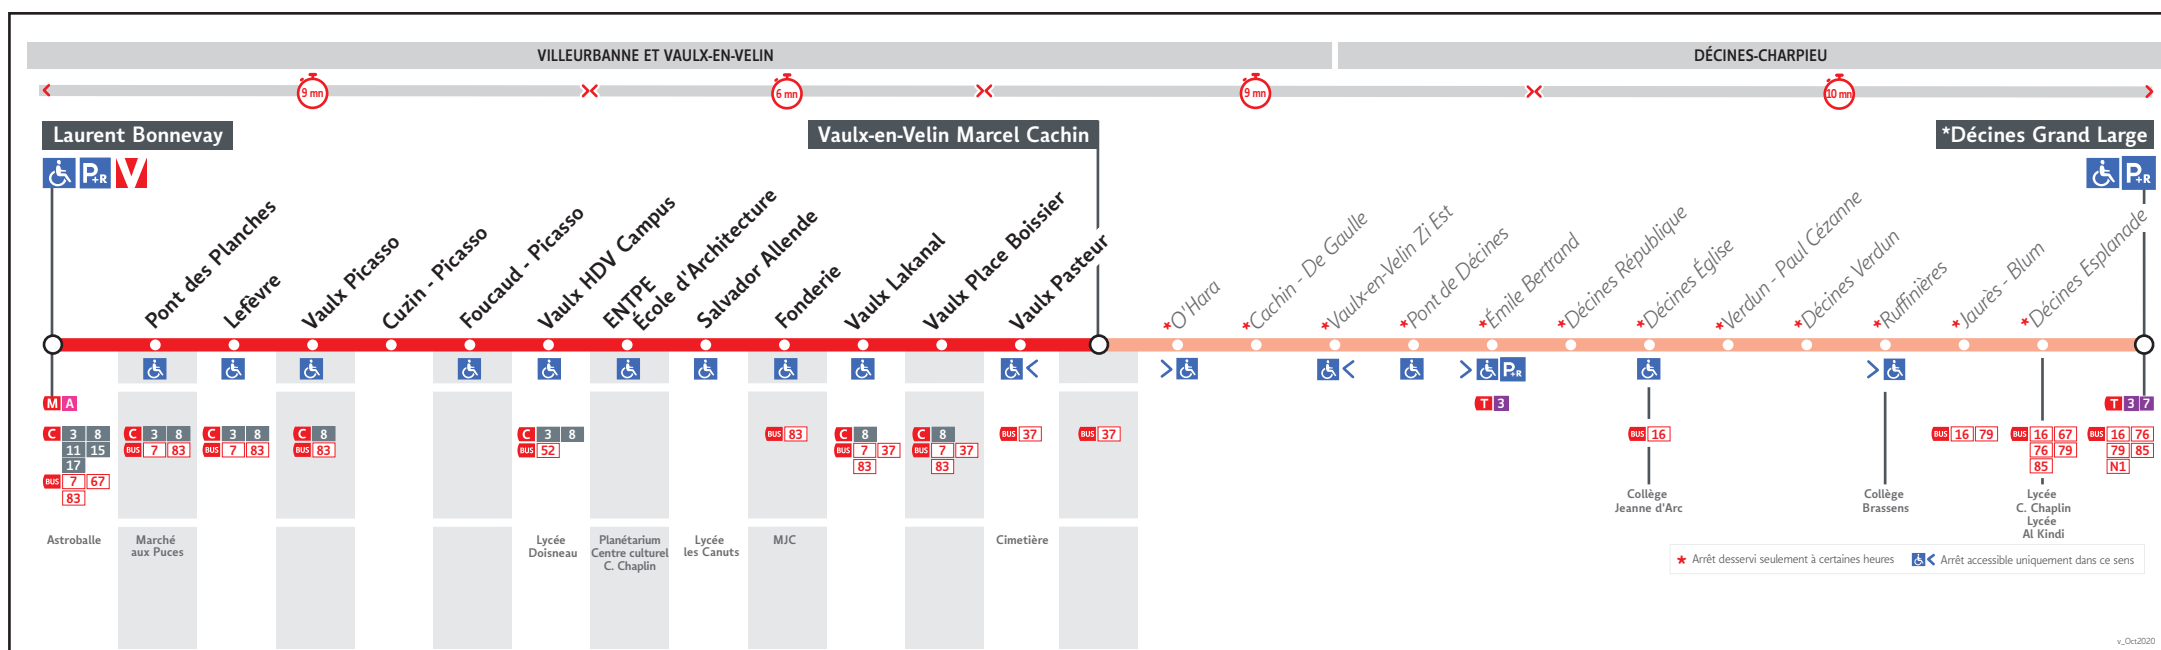 VILLEURBANNE ET VAULX-EN-VELIN
DÉCINES-CHARPIEU
9 mn
6 mn
9 mn
10 mn
Laurent Bonnevay
Vaulx-en-Velin Marcel Cachin
*Décines Grand Large
P+R
V
P+R
Pont des Planches
Lefèvre
Vaulx Picasso
Cuzin - Picasso
Foucaud - Picasso
Vaulx HDV Campus
ENTPE
École d'Architecture
Salvador Allende
Fonderie
Vaulx Lakanal
Vaulx Place Boissier
Vaulx Pasteur
*O'Hara
*Cachin - De Gaulle
*Vaulx-en-Velin Zi Est
*Pont de Décines
*Émile Bertrand
*Décines République
*Décines Église
*Verdun - Paul Cézanne
*Décines Verdun
*Ruffinières
*Jaurès - Blum
*Décines Esplanade
P+R
M A
C 3 8
11 15
17
BUS 7 67
83
C 3 8
BUS 7 83
C 3 8
BUS 7 83
C 8
BUS 83
C 3 8
BUS 52
BUS 83
C 8
BUS 7 37
83
C 8
BUS 7 37
83
BUS 37
BUS 37
T 3
BUS 16
BUS 16 79
BUS 16 67
76 79
85
T 3 7
BUS 16 76
79 85
N1
Astroballe
Marché
aux Puces
Lycée
Doisneau
Planétarium
Centre culturel
C. Chaplin
Lycée
les Canuts
MJC
Cimetière
Collège
Jeanne d'Arc
Collège
Brassens
Lycée
C. Chaplin
Lycée
Al Kindi
* Arrêt desservi seulement à certaines heures
< Arrêt accessible uniquement dans ce sens
v_Oct2020